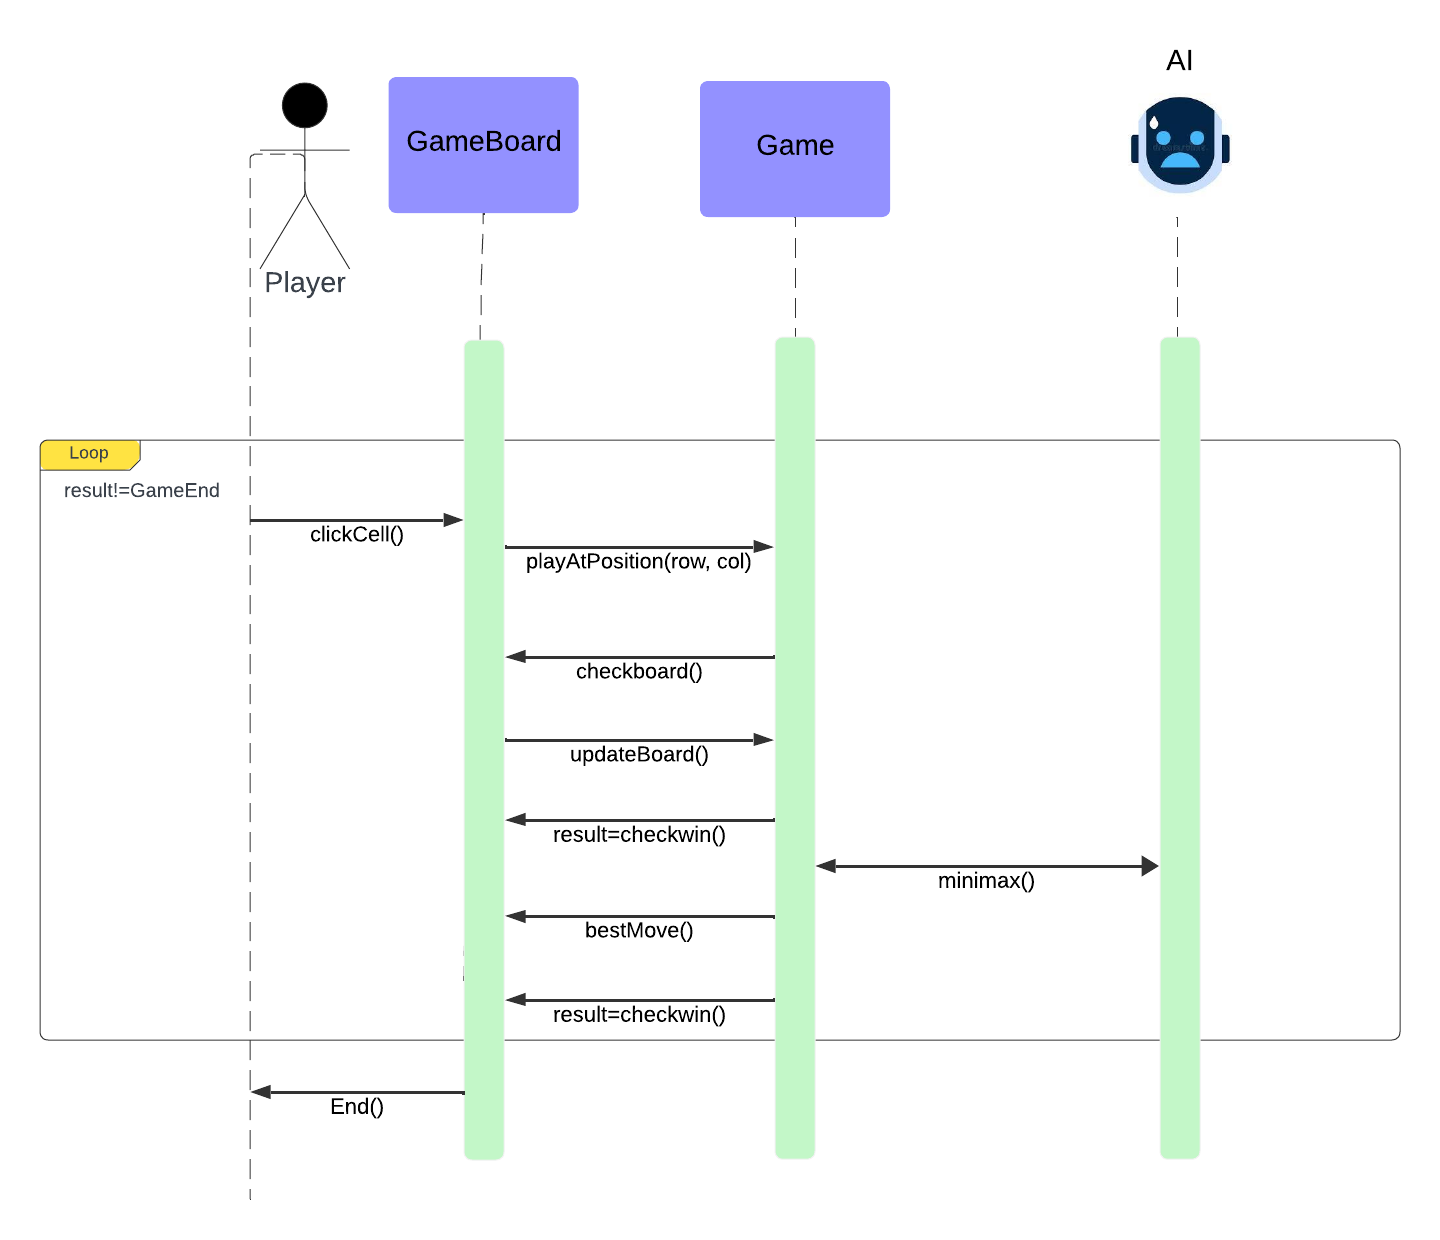 AI
GameBoard
Game
Player
Loop
result!=GameEnd
clickCell()
playAtPosition(row, col)
checkboard()
updateBoard()
result=checkwin()
minimax()
bestMove()
result=checkwin()
End()